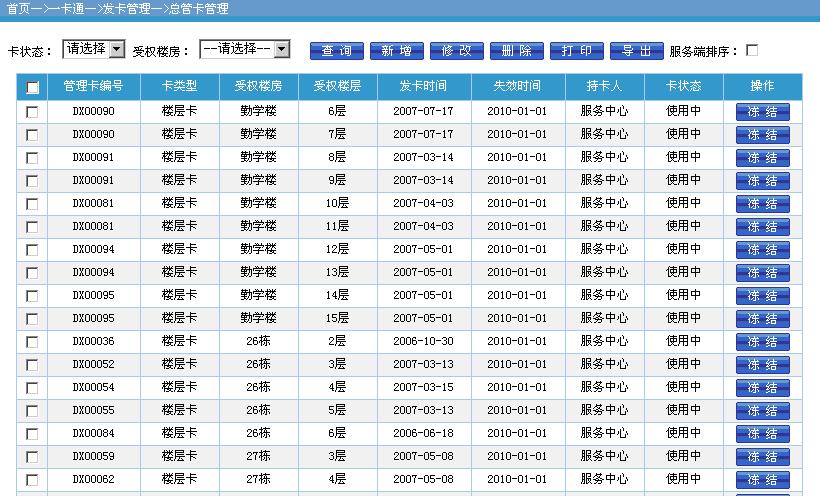 首页—>一卡通—>发卡管理—>总管卡管理
卡状态： 请选择 受权楼房： --请选择-- 查 询 新 增 修 改 删 除 打 印 导 出 服务端排序：
管理卡编号 卡类型 受权楼房 受权楼层 发卡时间 失效时间 持卡人 卡状态 操作
DX00090 楼层卡 勤学楼 6层 2007-07-17 2010-01-01 服务中心 使用中 冻 结
DX00090 楼层卡 勤学楼 7层 2007-07-17 2010-01-01 服务中心 使用中 冻 结
DX00091 楼层卡 勤学楼 8层 2007-03-14 2010-01-01 服务中心 使用中 冻 结
DX00091 楼层卡 勤学楼 9层 2007-03-14 2010-01-01 服务中心 使用中 冻 结
DX00081 楼层卡 勤学楼 10层 2007-04-03 2010-01-01 服务中心 使用中 冻 结
DX00081 楼层卡 勤学楼 11层 2007-04-03 2010-01-01 服务中心 使用中 冻 结
DX00094 楼层卡 勤学楼 12层 2007-05-01 2010-01-01 服务中心 使用中 冻 结
DX00094 楼层卡 勤学楼 13层 2007-05-01 2010-01-01 服务中心 使用中 冻 结
DX00095 楼层卡 勤学楼 14层 2007-05-01 2010-01-01 服务中心 使用中 冻 结
DX00095 楼层卡 勤学楼 15层 2007-05-01 2010-01-01 服务中心 使用中 冻 结
DX00036 楼层卡 26栋 2层 2006-10-30 2010-01-01 服务中心 使用中 冻 结
DX00052 楼层卡 26栋 3层 2007-03-13 2010-01-01 服务中心 使用中 冻 结
DX00054 楼层卡 26栋 4层 2007-03-15 2010-01-01 服务中心 使用中 冻 结
DX00055 楼层卡 26栋 5层 2007-03-13 2010-01-01 服务中心 使用中 冻 结
DX00084 楼层卡 26栋 6层 2006-06-18 2010-01-01 服务中心 使用中 冻 结
DX00059 楼层卡 27栋 3层 2007-05-08 2010-01-01 服务中心 使用中 冻 结
DX00062 楼层卡 27栋 4层 2007-05-08 2010-01-01 服务中心 使用中 冻 结